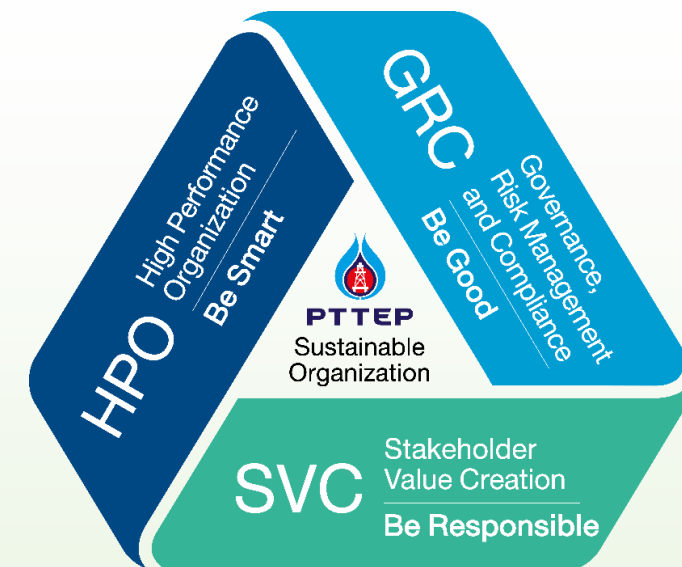 HPO
High Performance
Organization
Be Smart
GRC
Governance,
Risk Management
and Compliance
Be Good
PTTEP
Sustainable
Organization
SVC
Stakeholder
Value Creation
Be Responsible